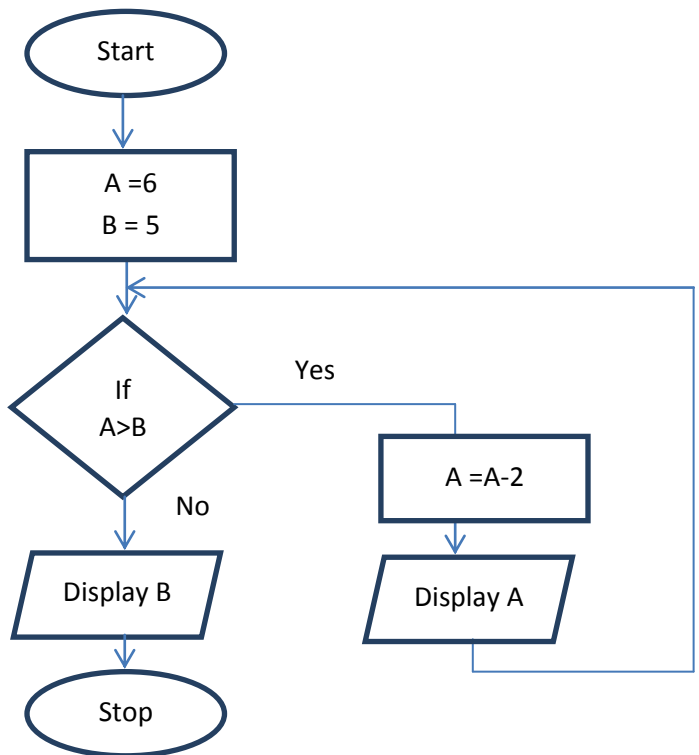 Start
A =6
B = 5
If
A>B
Yes
A =A-2
Display A
No
Display B
Stop